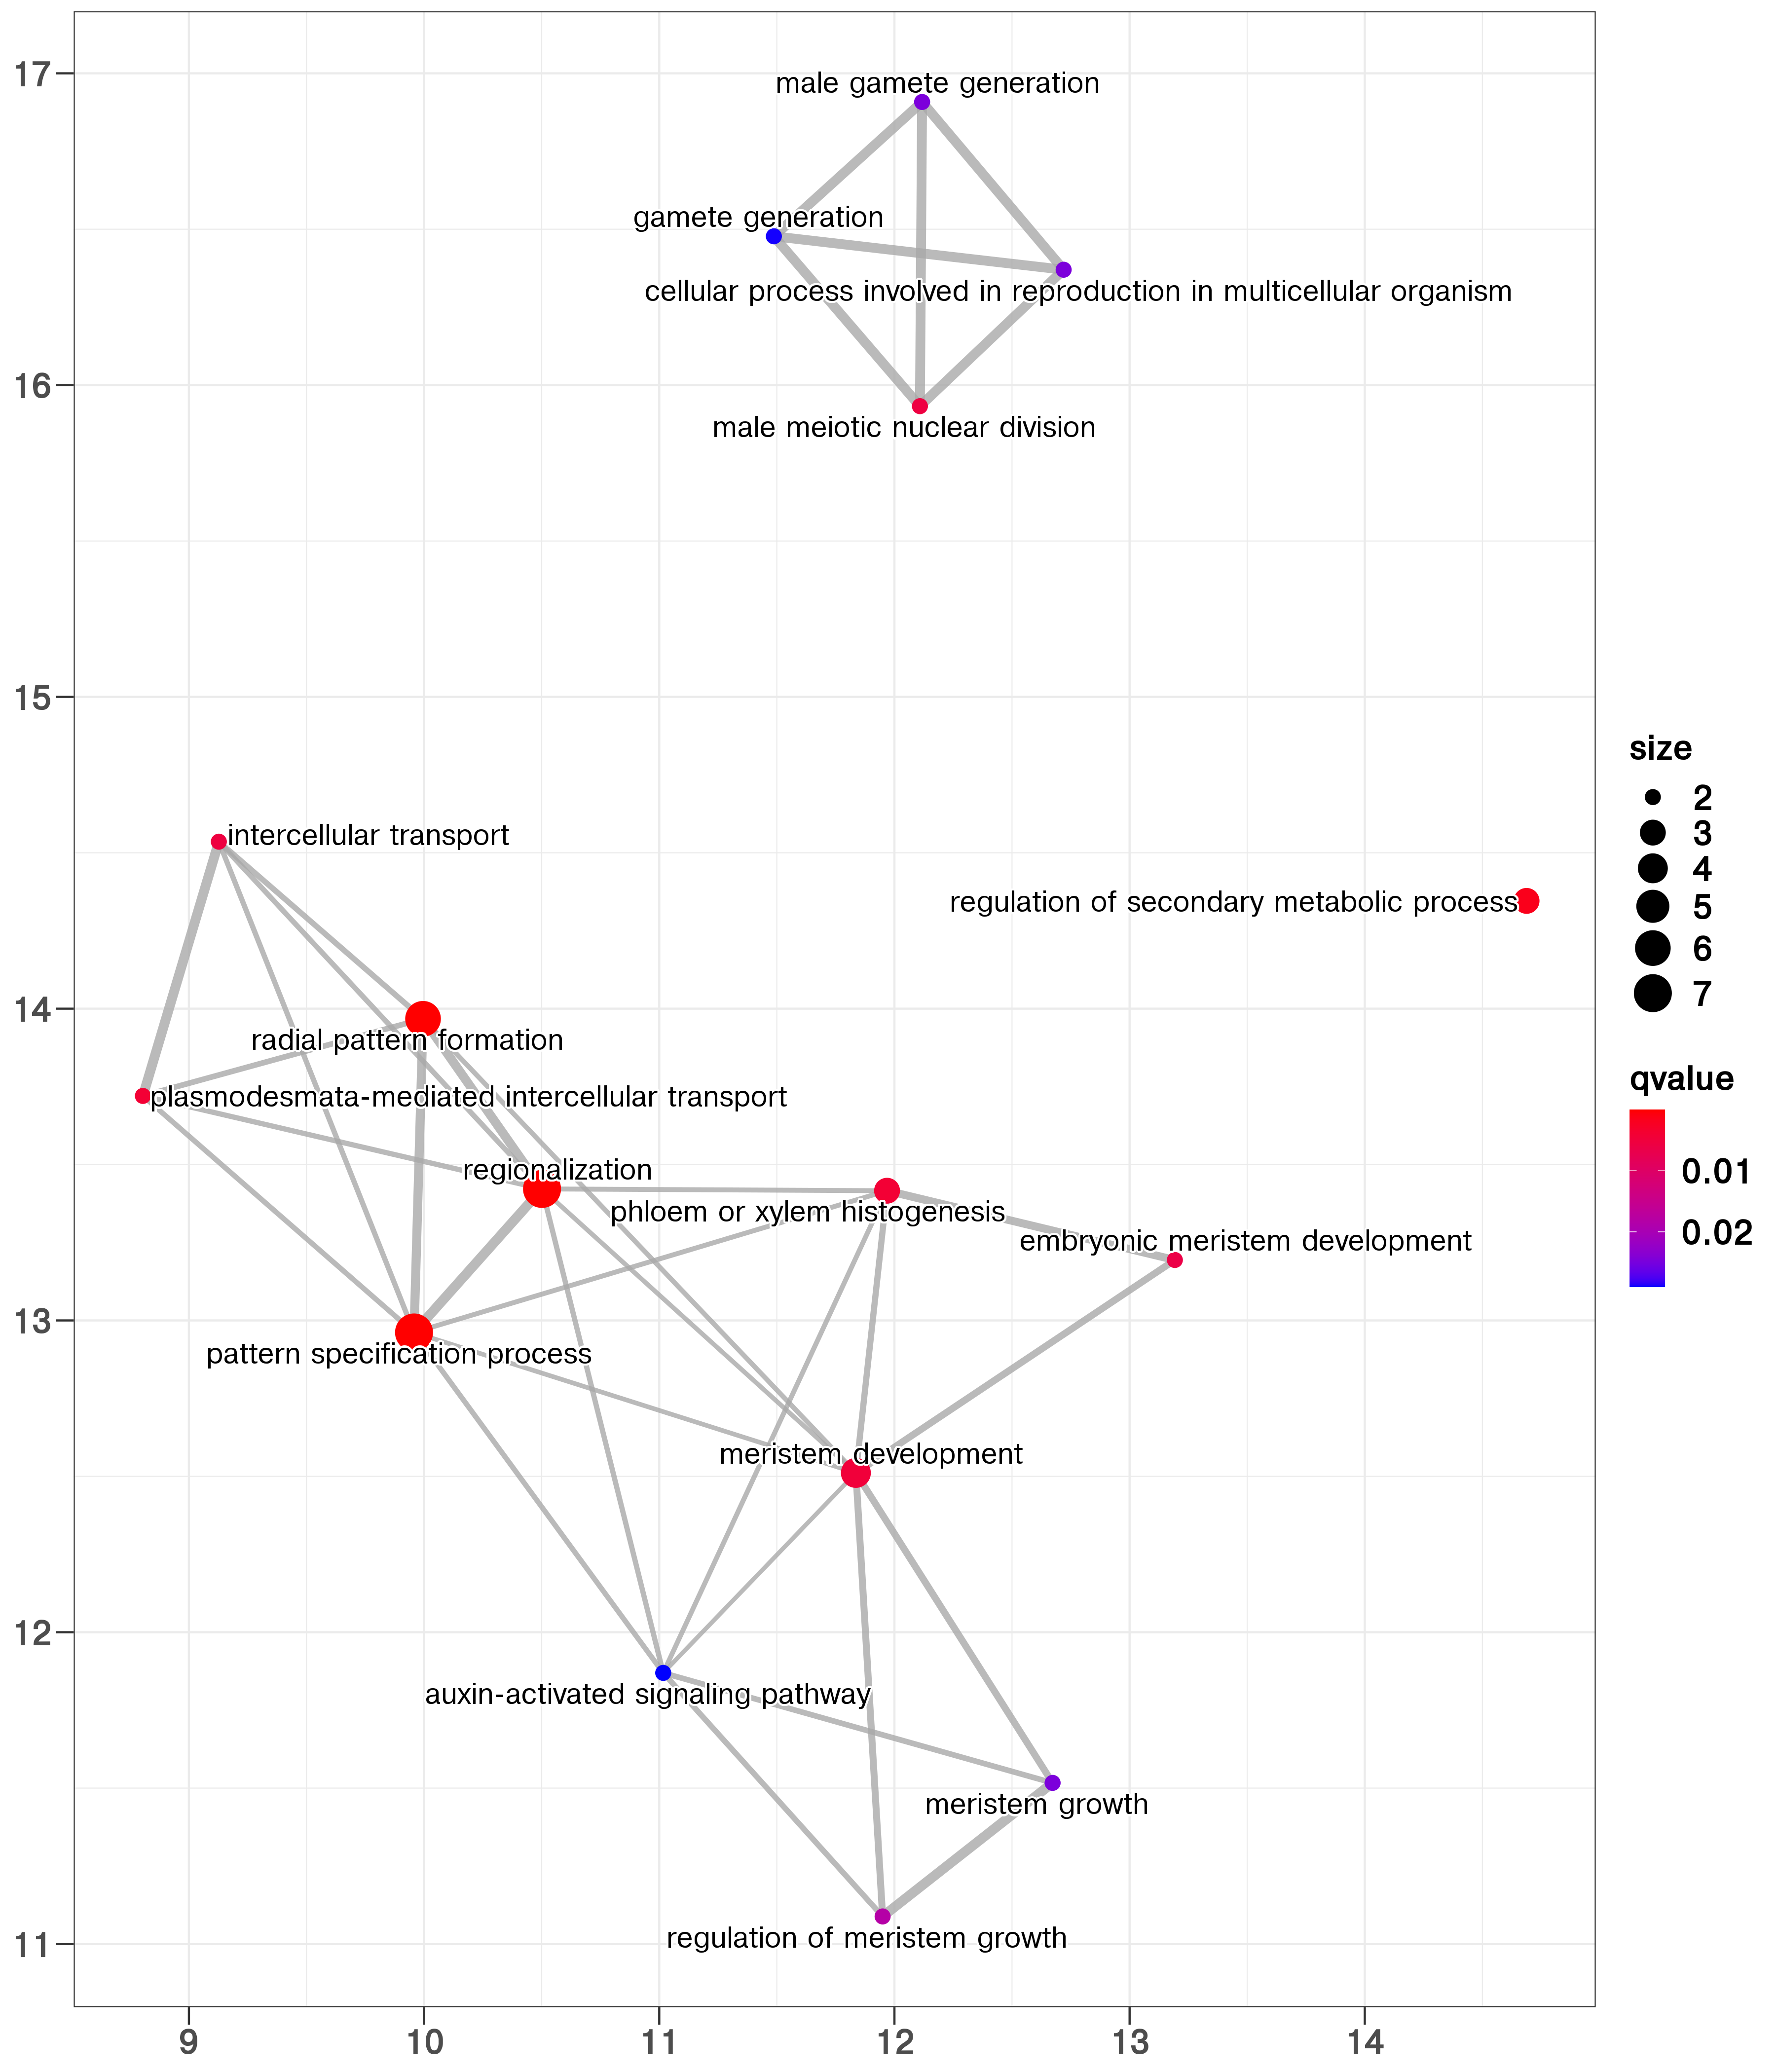 17
male gamete generation
gamete generation
cellular process involved in reproduction in multicellular organism
16
male meiotic nuclear division
15
intercellular transport
regulation of secondary metabolic process
14
radial pattern formation
plasmodesmata-mediated intercellular transport
regionalization
phloem or xylem histogenesis
embryonic meristem development
13
pattern specification process
meristem development
12
auxin-activated signaling pathway
meristem growth
regulation of meristem growth
11
9 10 11 12 13 14
size
2
3
4
5
6
7
qvalue
0.01
0.02